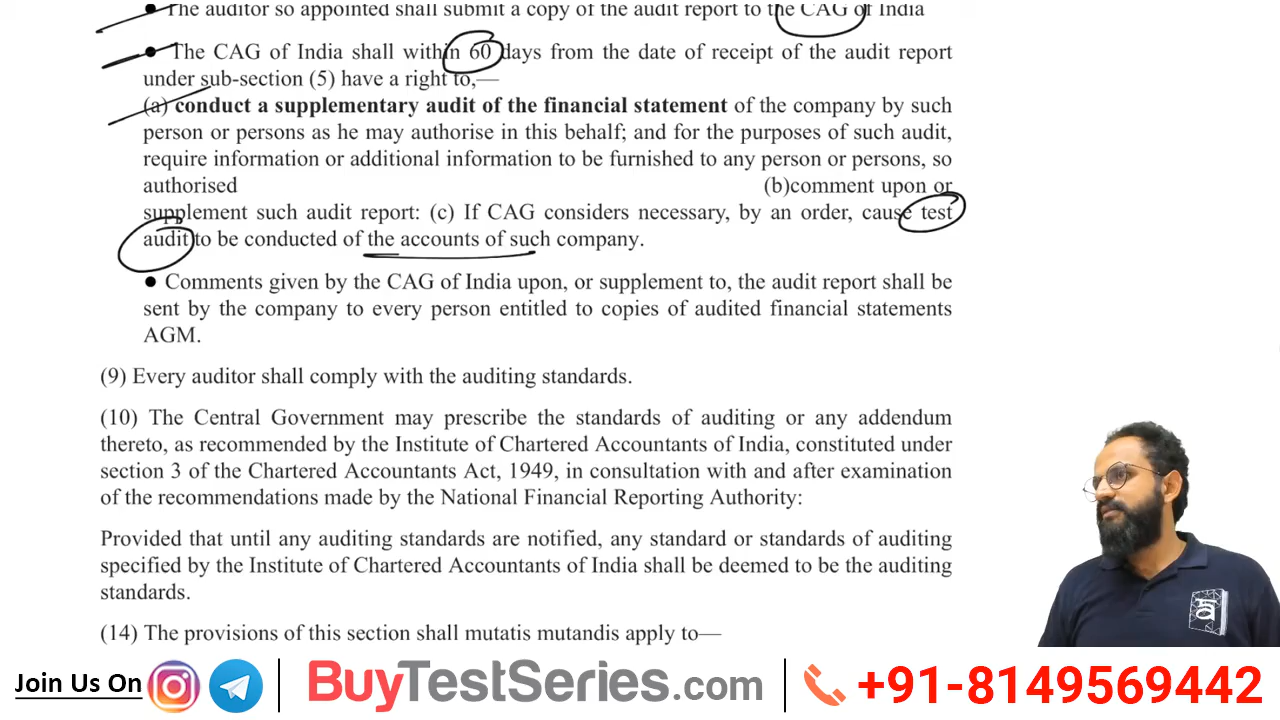 • The auditor so appointed shall submit a copy of the audit report to the CAG of India
• The CAG of India shall within 60 days from the date of receipt of the audit report
under sub-section (5) have a right to,—
(a) conduct a supplementary audit of the financial statement of the company by such
person or persons as he may authorise in this behalf; and for the purposes of such audit,
require information or additional information to be furnished to any person or persons, so
authorised (b)comment upon or
supplement such audit report: (c) If CAG considers necessary, by an order, cause test
audit to be conducted of the accounts of such company.
• Comments given by the CAG of India upon, or supplement to, the audit report shall be
sent by the company to every person entitled to copies of audited financial statements
AGM.
(9) Every auditor shall comply with the auditing standards.
(10) The Central Government may prescribe the standards of auditing or any addendum
thereto, as recommended by the Institute of Chartered Accountants of India, constituted under
section 3 of the Chartered Accountants Act, 1949, in consultation with and after examination
of the recommendations made by the National Financial Reporting Authority:
Provided that until any auditing standards are notified, any standard or standards of auditing
specified by the Institute of Chartered Accountants of India shall be deemed to be the auditing
standards.
(14) The provisions of this section shall mutatis mutandis apply to—
Join Us On BuyTestSeries.com +91-8149569442